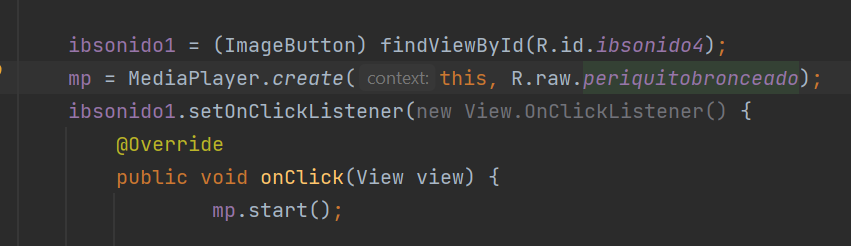 ibsonido1 = (ImageButton) findViewById(R.id.ibsonido4);
mp = MediaPlayer.create( context: this, R.raw.periquitobronceado);
ibsonido1.setOnClickListener(new View.OnClickListener() {
@Override
public void onClick(View view) {
mp.start();